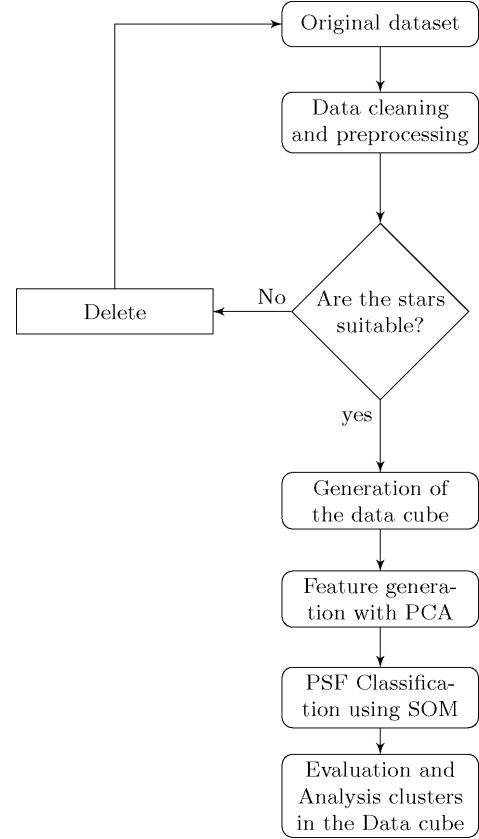 Original dataset
Data cleaning
and preprocessing
Are the stars
suitable?
No
Delete
yes
Generation of
the data cube
Feature genera-
tion with PCA
PSF Classifica-
tion using SOM
Evaluation and
Analysis clusters
in the Data cube